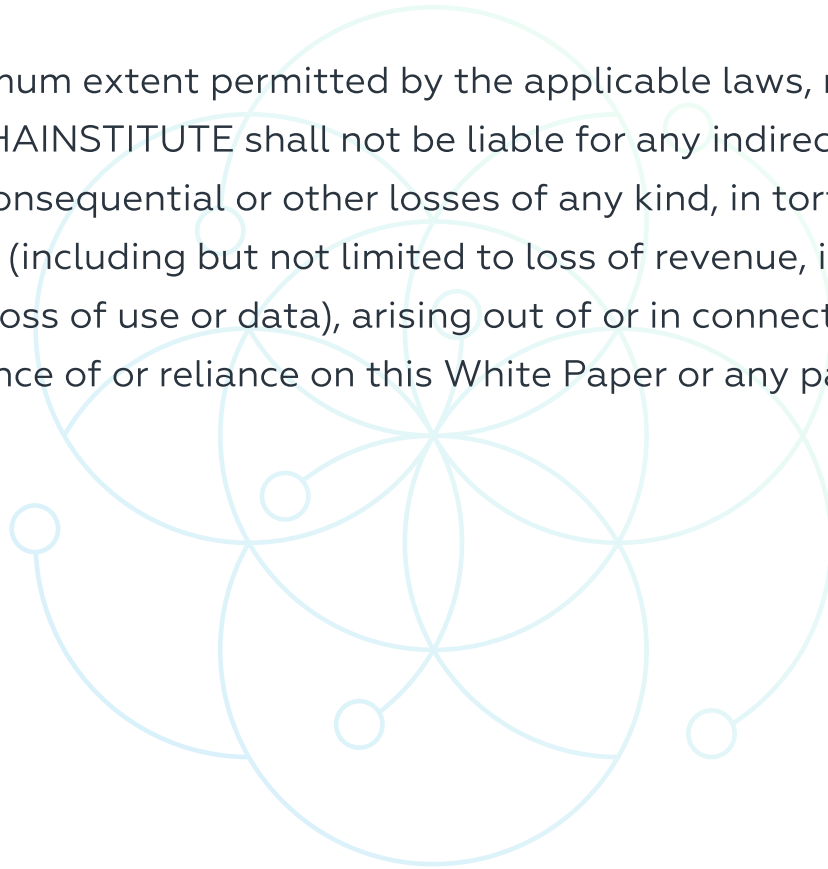 num extent permitted by the applicable laws,
HAINSTITUTE shall not be liable for any indirec
onsequential or other losses of any kind, in tor
(including but not limited to loss of revenue, i
oss of use or data), arising out of or in connect
nce of or reliance on this White Paper or any pa